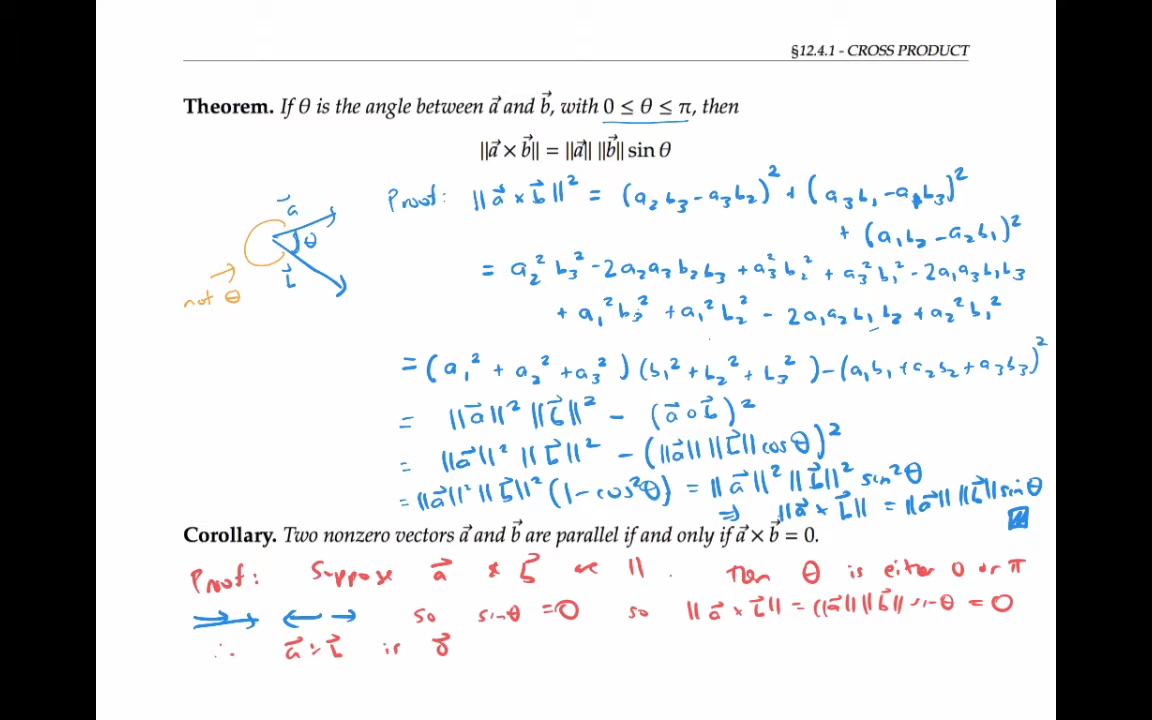 §12.4.1 - CROSS PRODUCT
Theorem. If θ is the angle between a⃗ and b⃗, with 0 ≤ θ ≤ π, then
||a⃗ × b⃗|| = ||a⃗|| ||b⃗|| sin θ
Proof: ||a⃗ × b⃗||² = (a₂b₃ - a₃b₂)² + (a₃b₁ - a₁b₃)²
+ (a₁b₂ - a₂b₁)²
a⃗
θ
b⃗
not θ
= a₂²b₃² - 2a₂a₃b₂b₃ + a₃²b₂² + a₃²b₁² - 2a₁a₃b₁b₃
+ a₁²b₃² + a₁²b₂² - 2a₁a₂b₁b₂ + a₂²b₁²
= (a₁² + a₂² + a₃²)(b₁² + b₂² + b₃²) - (a₁b₁ + a₂b₂ + a₃b₃)²
= ||a⃗||² ||b⃗||² - (a⃗ ∘ b⃗)²
= ||a⃗||² ||b⃗||² - (||a⃗|| ||b⃗|| cos θ)²
= ||a⃗||² ||b⃗||² (1 - cos²θ) = ||a⃗||² ||b⃗||² sin²θ
⇒ ||a⃗ × b⃗|| = ||a⃗|| ||b⃗|| sin θ
Corollary. Two nonzero vectors a⃗ and b⃗ are parallel if and only if a⃗ × b⃗ = 0.
Proof: Suppose a⃗ & b⃗ are ||. Then θ is either 0 or π
so sin θ = 0 so ||a⃗ × b⃗|| = ||a⃗|| ||b⃗|| sin θ = 0
∴ a⃗ × b⃗ is 0⃗